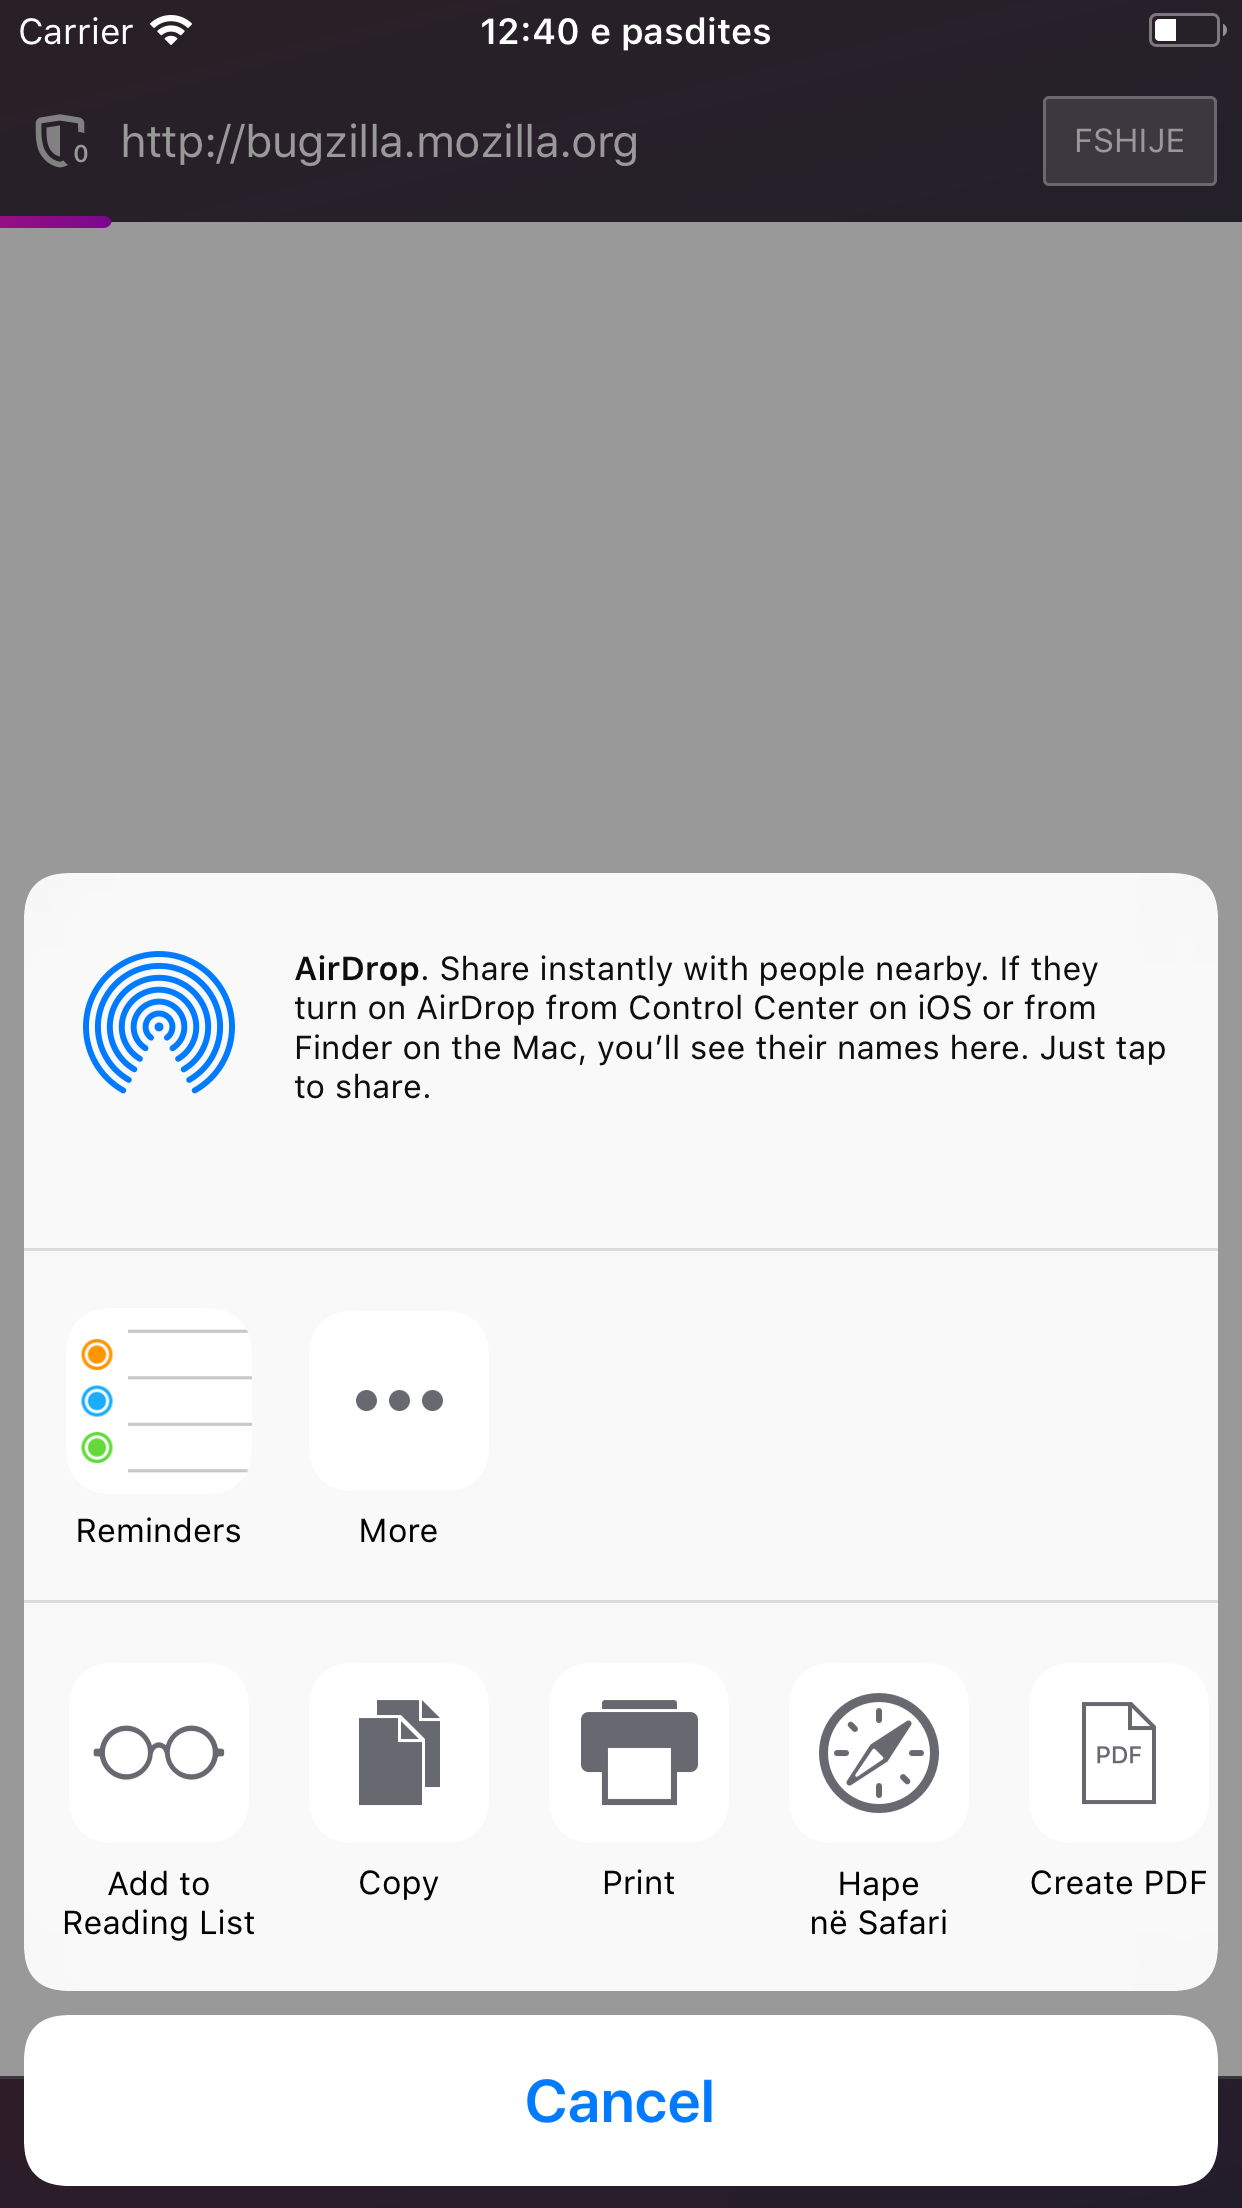 Carrier
12:40 e pasdites
0
http://bugzilla.mozilla.org
FSHIJE
AirDrop. Share instantly with people nearby. If they
turn on AirDrop from Control Center on iOS or from
Finder on the Mac, you’ll see their names here. Just tap
to share.
Reminders
More
PDF
Add to
Reading List
Copy
Print
Hape
në Safari
Create PDF
Cancel